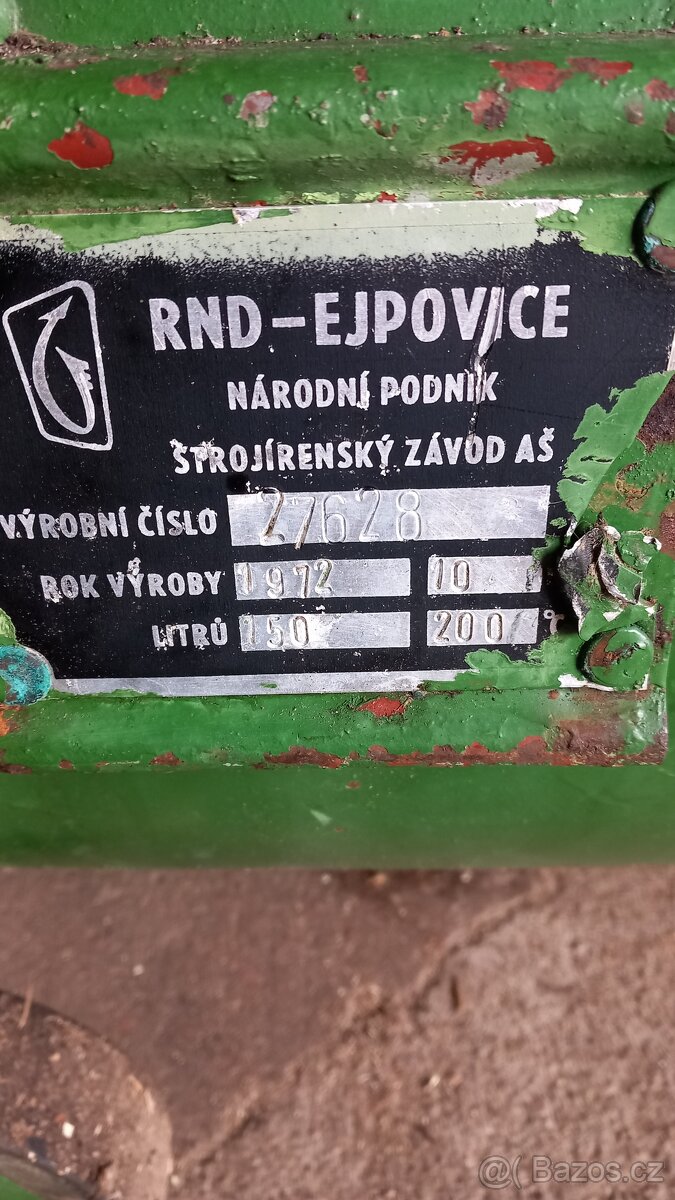 RND-EJPOVICE
NÁRODNÍ PODNIK
STROJÍRENSKÝ ZÁVOD AŠ
VÝROBNÍ ČÍSLO 27628
ROK VÝROBY 1972 10
LITRŮ 150 200 °C
@( Bazos.cz